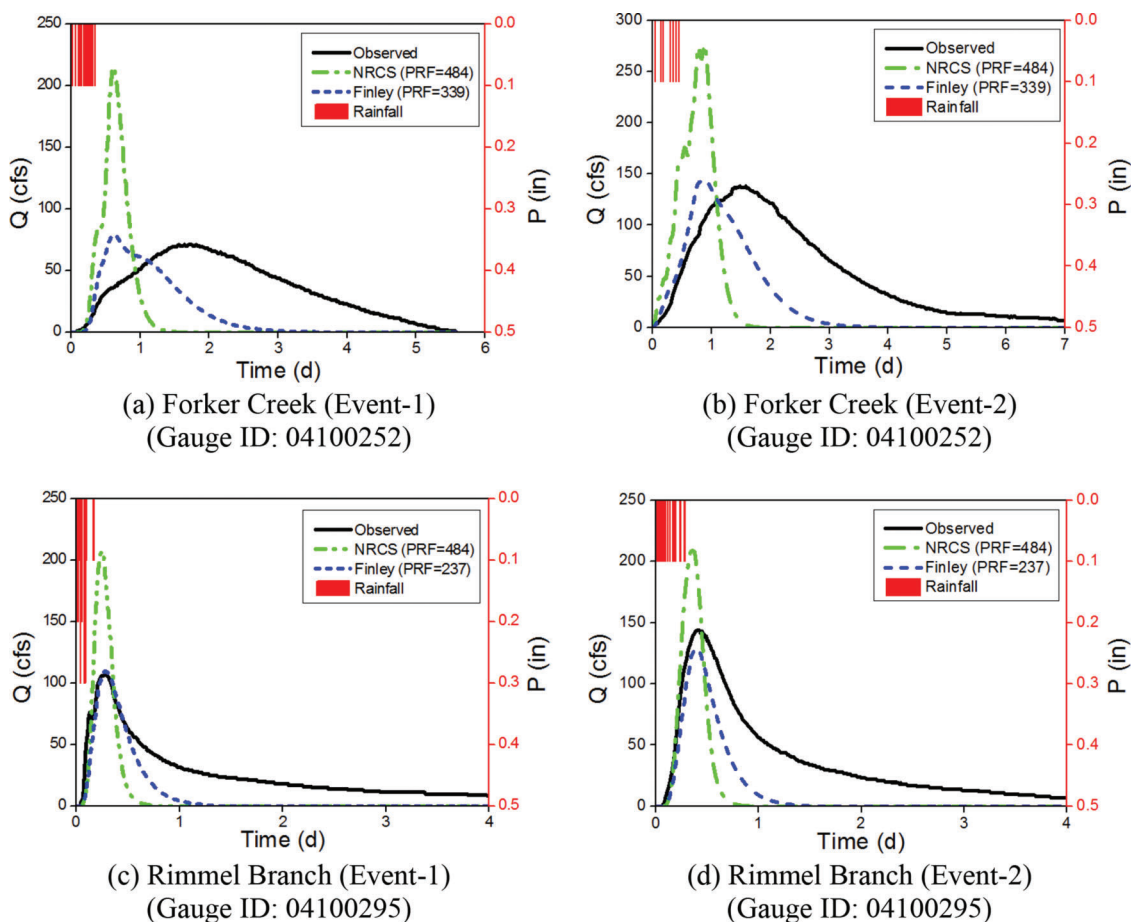 250
200
150
100
50
0
Q (cfs)
0 1 2 3 4 5 6
Time (d)
0.0
0.1
0.2
0.3
0.4
0.5
P (in)
Observed
NRCS (PRF=484)
Finley (PRF=339)
Rainfall
(a) Forker Creek (Event-1)
(Gauge ID: 04100252)
300
250
200
150
100
50
0
Q (cfs)
0 1 2 3 4 5 6 7
Time (d)
0.0
0.1
0.2
0.3
0.4
0.5
P (in)
Observed
NRCS (PRF=484)
Finley (PRF=339)
Rainfall
(b) Forker Creek (Event-2)
(Gauge ID: 04100252)
250
200
150
100
50
0
Q (cfs)
0 1 2 3 4
Time (d)
0.0
0.1
0.2
0.3
0.4
0.5
P (in)
Observed
NRCS (PRF=484)
Finley (PRF=237)
Rainfall
(c) Rimmel Branch (Event-1)
(Gauge ID: 04100295)
250
200
150
100
50
0
Q (cfs)
0 1 2 3 4
Time (d)
0.0
0.1
0.2
0.3
0.4
0.5
P (in)
Observed
NRCS (PRF=484)
Finley (PRF=237)
Rainfall
(d) Rimmel Branch (Event-2)
(Gauge ID: 04100295)